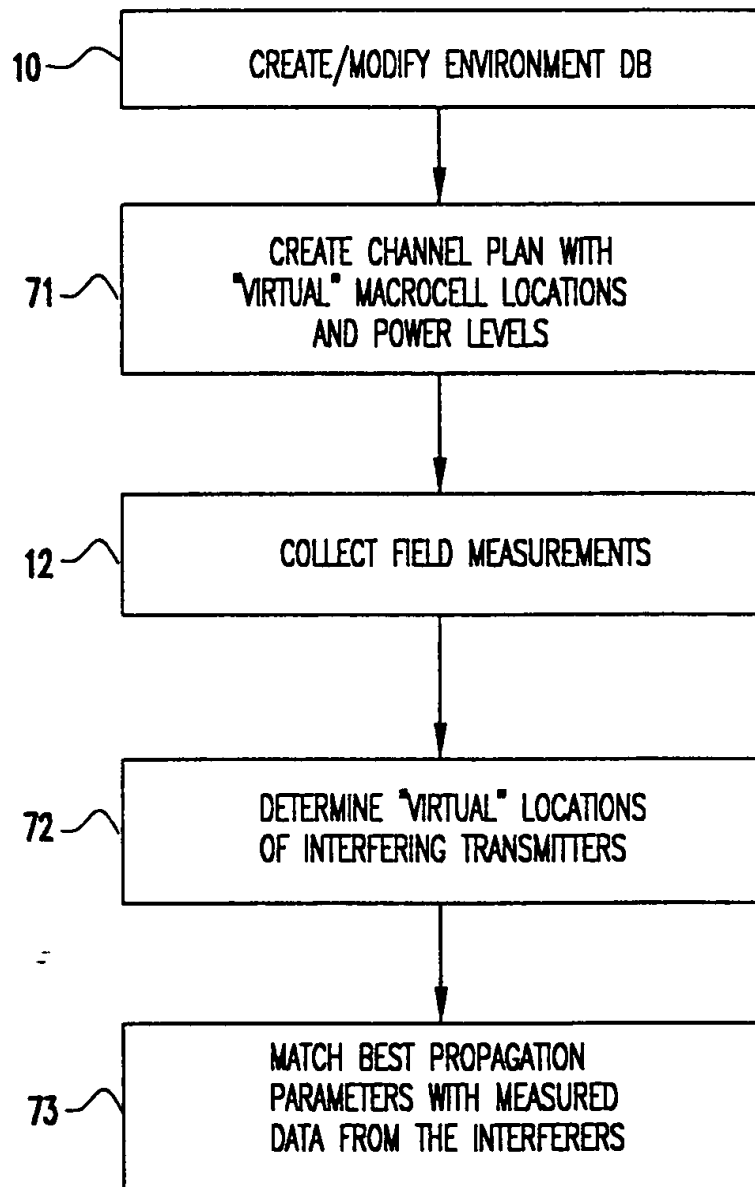 10
CREATE/MODIFY ENVIRONMENT DB
71
CREATE CHANNEL PLAN WITH
"VIRTUAL" MACROCELL LOCATIONS
AND POWER LEVELS
12
COLLECT FIELD MEASUREMENTS
72
DETERMINE "VIRTUAL" LOCATIONS
OF INTERFERING TRANSMITTERS
73
MATCH BEST PROPAGATION
PARAMETERS WITH MEASURED
DATA FROM THE INTERFERERS